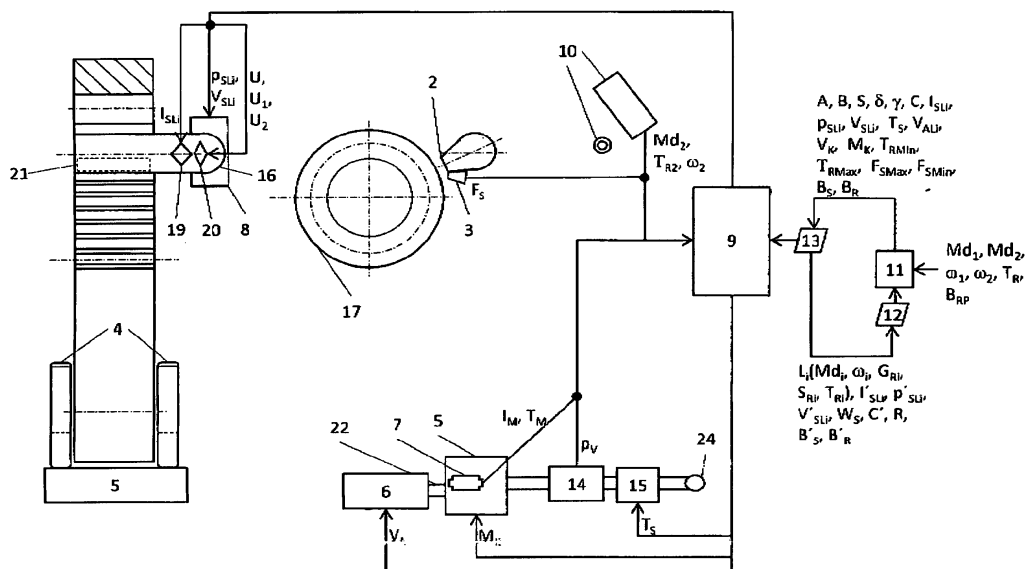 10
p_SLi,
V_SLi
U,
U_1,
U_2
I_SLi
2
A, B, S, δ, γ, C, I_SLi,
p_SLi, V_SLi, T_S, V_ALi,
V_K, M_K, T_RMin,
T_RMax, F_SMax, F_SMin,
B_S, B_R
Md_2,
T_R2, ω_2
21
16
F_S
19
20
8
3
9
13
11
Md_1, Md_2,
ω_1, ω_2, T_R,
B_RP
12
17
4
L_i(Md_i, ω_i, G_Ri,
S_Ri, T_Ri), I´_SLi, p´_SLi,
V´_SLi, W_S, C´, R,
B´_S, B´_R
22
7
5
I_M, T_M
p_V
24
5
6
14
15
T_S